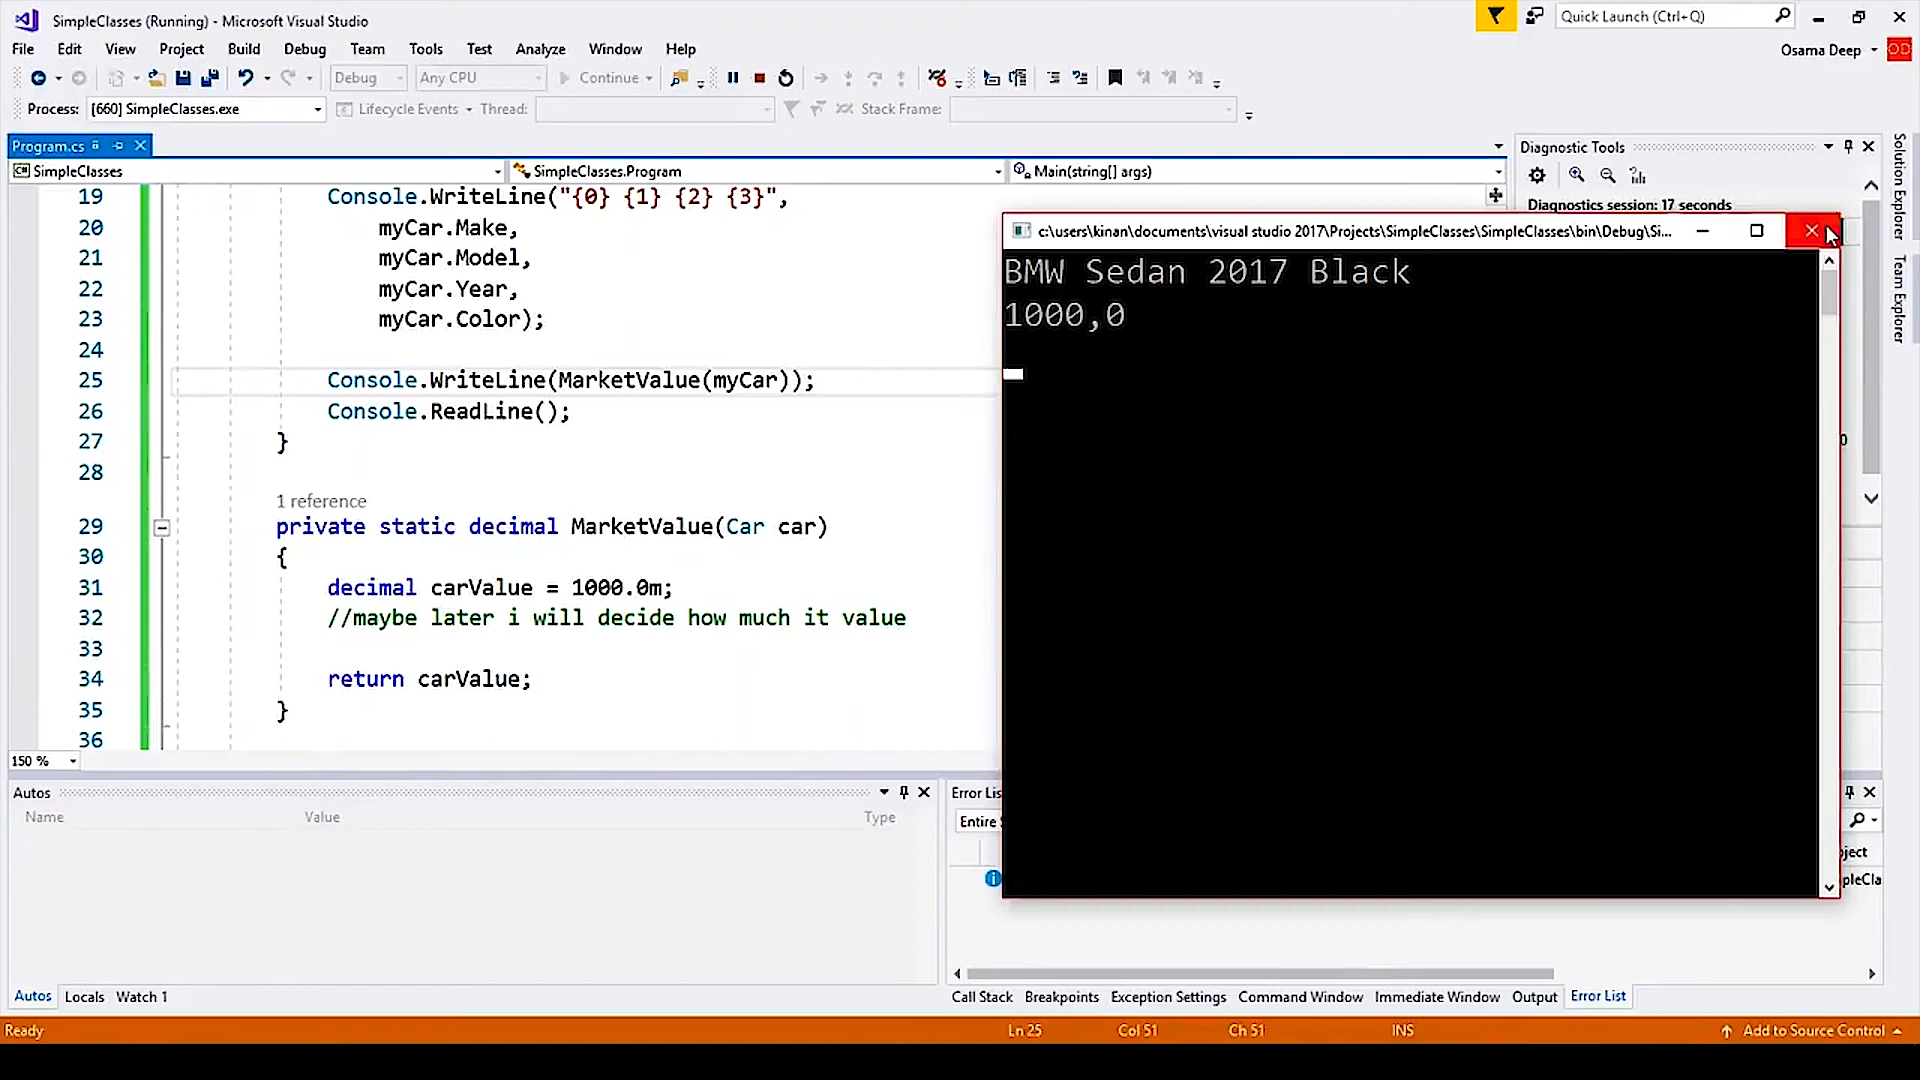 SimpleClasses (Running) - Microsoft Visual Studio
Quick Launch (Ctrl+Q)
File Edit View Project Build Debug Team Tools Test Analyze Window Help
Osama Deep OD
Debug Any CPU Continue
Process: [660] SimpleClasses.exe Lifecycle Events Thread: Stack Frame:
Program.cs
Diagnostic Tools
SimpleClasses SimpleClasses.Program Main(string[] args)
Diagnostics session: 17 seconds
Solution Explorer
Team Explorer
19 Console.WriteLine("{0} {1} {2} {3}",
20 myCar.Make,
21 myCar.Model,
22 myCar.Year,
23 myCar.Color);
24
25 Console.WriteLine(MarketValue(myCar));
26 Console.ReadLine();
27 }
28
1 reference
29 private static decimal MarketValue(Car car)
30 {
31 decimal carValue = 1000.0m;
32 //maybe later i will decide how much it value
33
34 return carValue;
35 }
36
150 %
c:\users\kinan\documents\visual studio 2017\Projects\SimpleClasses\SimpleClasses\bin\Debug\Si...
BMW Sedan 2017 Black
1000,0
0
Autos
Name Value Type
Error Lis
Entire S
ject
pleCla
Autos Locals Watch 1
Call Stack Breakpoints Exception Settings Command Window Immediate Window Output Error List
Ready Ln 25 Col 51 Ch 51 INS Add to Source Control